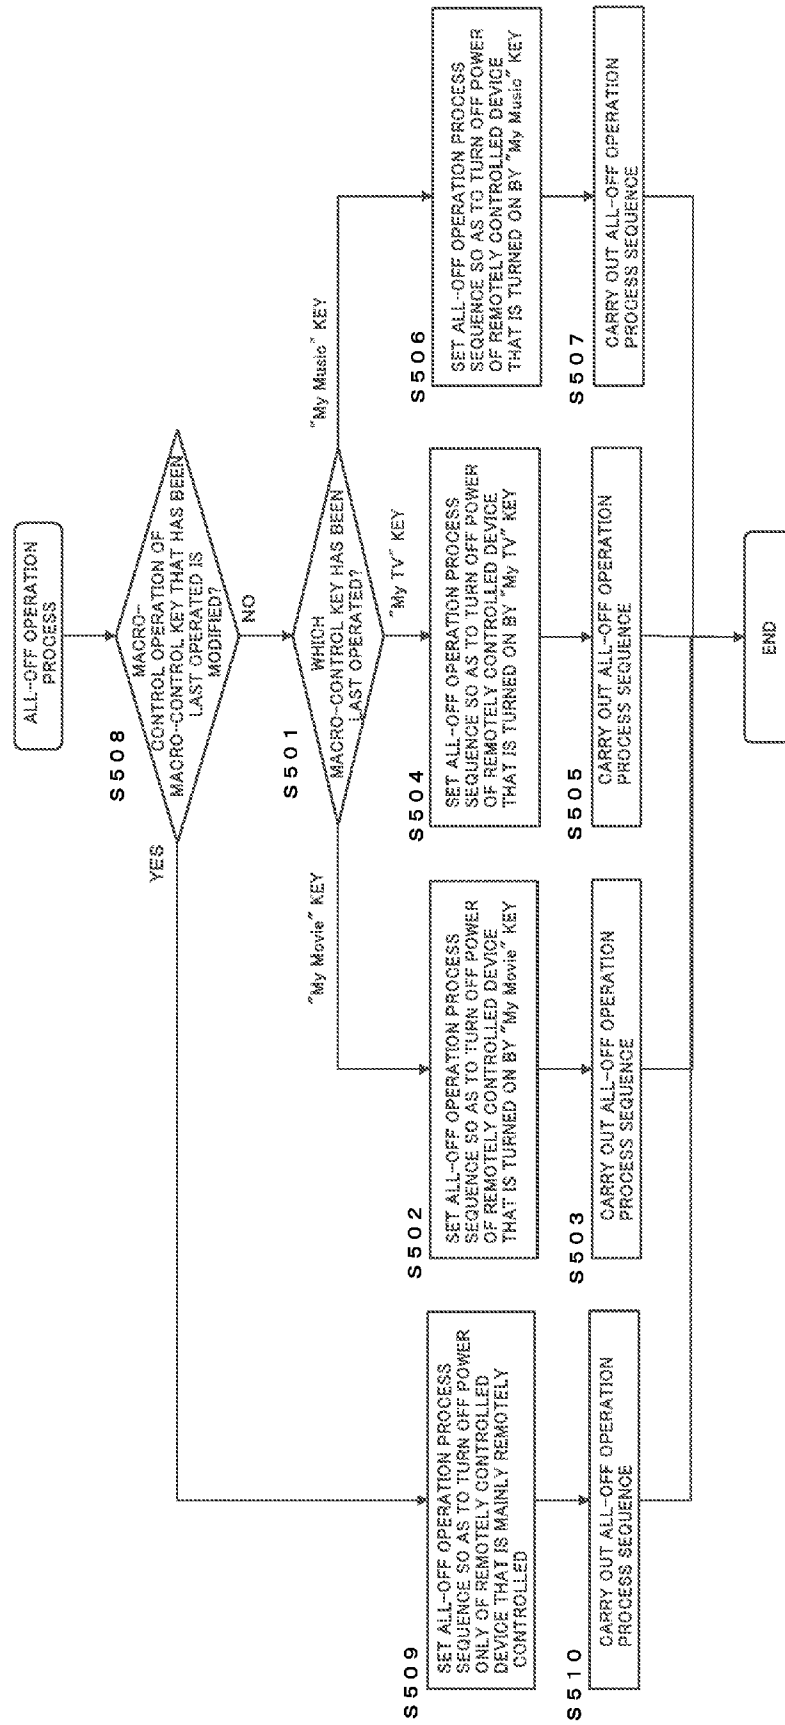 ALL-OFF OPERATION
PROCESS
S508
MACRO-
CONTROL OPERATION OF
MACRO-CONTROL KEY THAT HAS BEEN
LAST OPERATED IS
MODIFIED?
YES
NO
S501
WHICH
MACRO-CONTROL KEY HAS BEEN
LAST OPERATED?
"My Movie" KEY
"My TV" KEY
"My Music" KEY
S509
SET ALL-OFF OPERATION PROCESS
SEQUENCE SO AS TO TURN OFF POWER
ONLY OF REMOTELY CONTROLLED
DEVICE THAT IS MAINLY REMOTELY
CONTROLLED
S502
SET ALL-OFF OPERATION PROCESS
SEQUENCE SO AS TO TURN OFF POWER
OF REMOTELY CONTROLLED DEVICE
THAT IS TURNED ON BY "My Movie" KEY
S504
SET ALL-OFF OPERATION PROCESS
SEQUENCE SO AS TO TURN OFF POWER
OF REMOTELY CONTROLLED DEVICE
THAT IS TURNED ON BY "My TV" KEY
S506
SET ALL-OFF OPERATION PROCESS
SEQUENCE SO AS TO TURN OFF POWER
OF REMOTELY CONTROLLED DEVICE
THAT IS TURNED ON BY "My Music" KEY
S510
CARRY OUT ALL-OFF OPERATION
PROCESS SEQUENCE
S503
CARRY OUT ALL-OFF OPERATION
PROCESS SEQUENCE
S505
CARRY OUT ALL-OFF OPERATION
PROCESS SEQUENCE
S507
CARRY OUT ALL-OFF OPERATION
PROCESS SEQUENCE
END